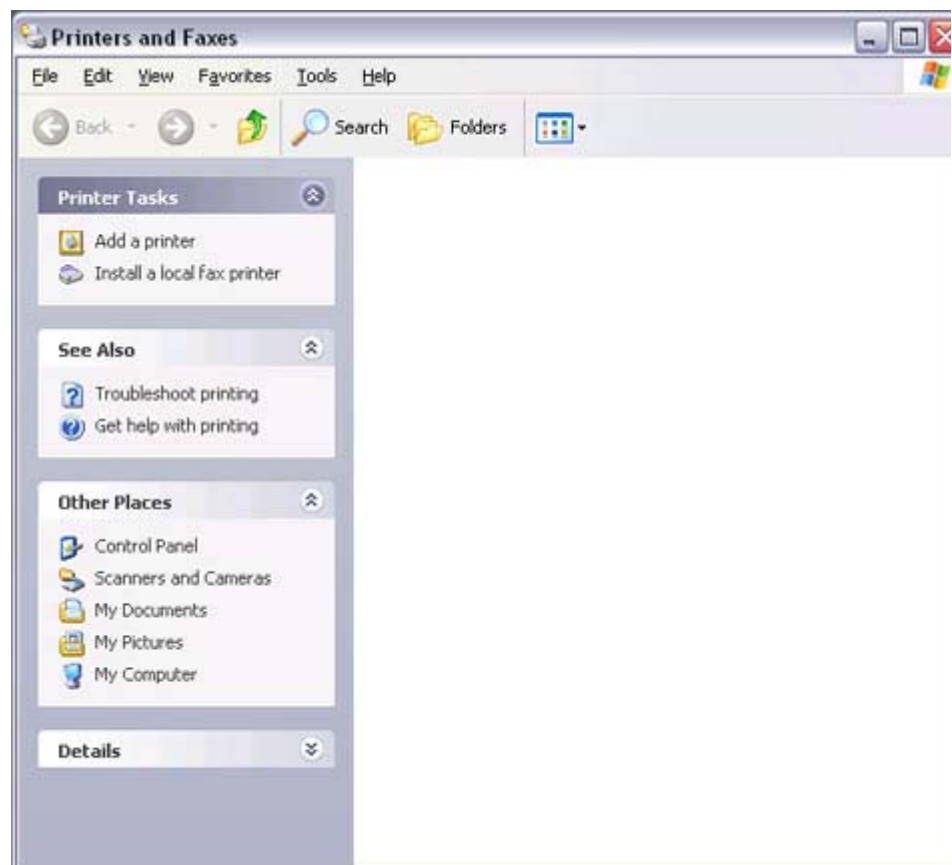 Printers and Faxes
File Edit View Favorites Tools Help
Back Search Folders
Printer Tasks
Add a printer
Install a local fax printer
See Also
Troubleshoot printing
Get help with printing
Other Places
Control Panel
Scanners and Cameras
My Documents
My Pictures
My Computer
Details